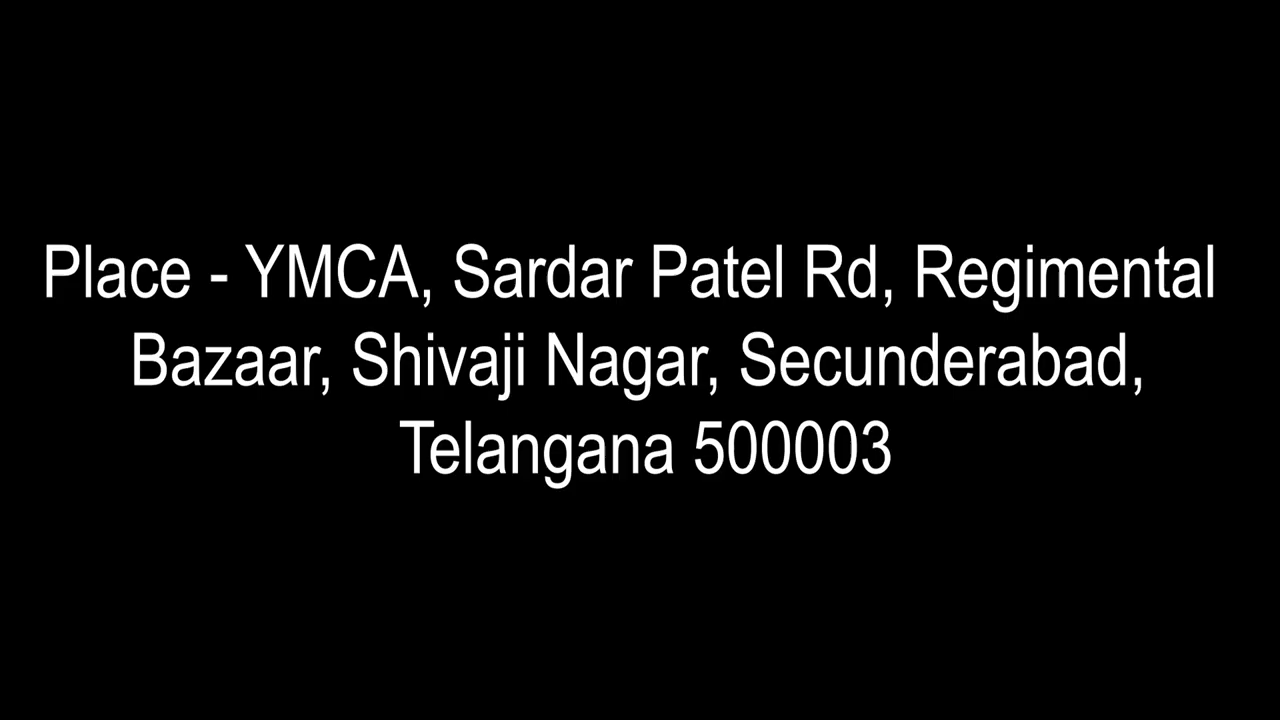 Place - YMCA, Sardar Patel Rd, Regimental
Bazaar, Shivaji Nagar, Secunderabad,
Telangana 500003